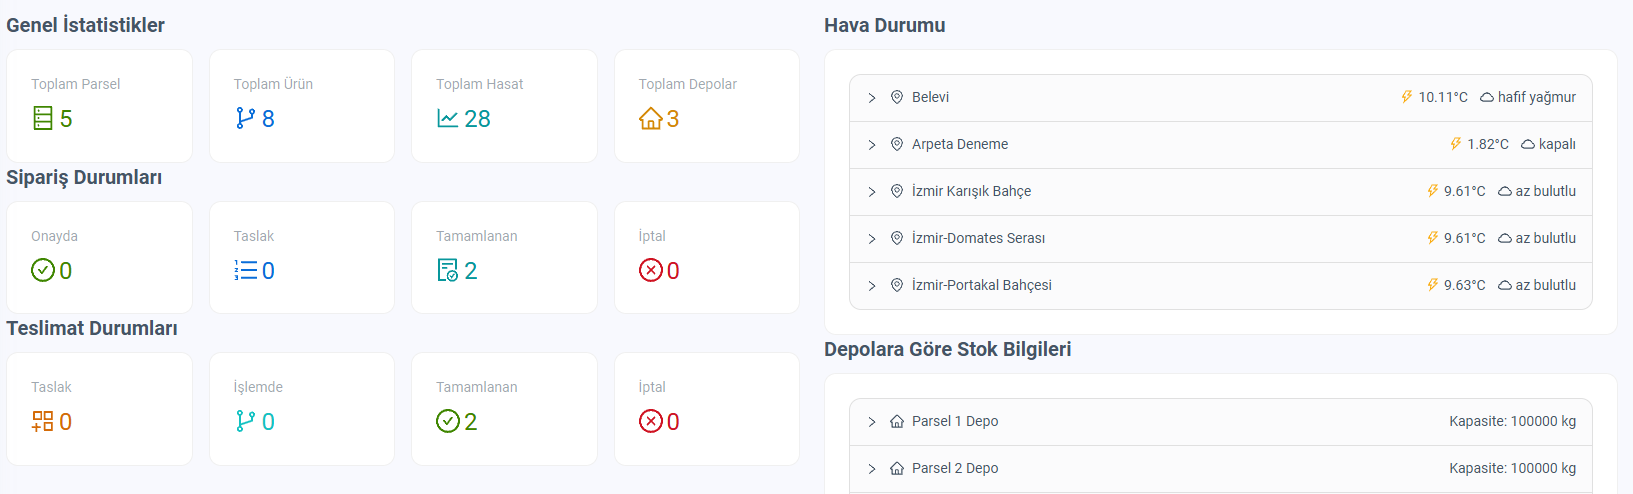 Genel İstatistikler
Toplam Parsel
5
Toplam Ürün
8
Toplam Hasat
28
Toplam Depolar
3
Sipariş Durumları
Onayda
0
Taslak
0
Tamamlanan
2
İptal
0
Teslimat Durumları
Taslak
0
İşlemde
0
Tamamlanan
2
İptal
0
Hava Durumu
Belevi 10.11°C hafif yağmur
Arpeta Deneme 1.82°C kapalı
İzmir Karışık Bahçe 9.61°C az bulutlu
İzmir-Domates Serası 9.61°C az bulutlu
İzmir-Portakal Bahçesi 9.63°C az bulutlu
Depolara Göre Stok Bilgileri
Parsel 1 Depo Kapasite: 100000 kg
Parsel 2 Depo Kapasite: 100000 kg